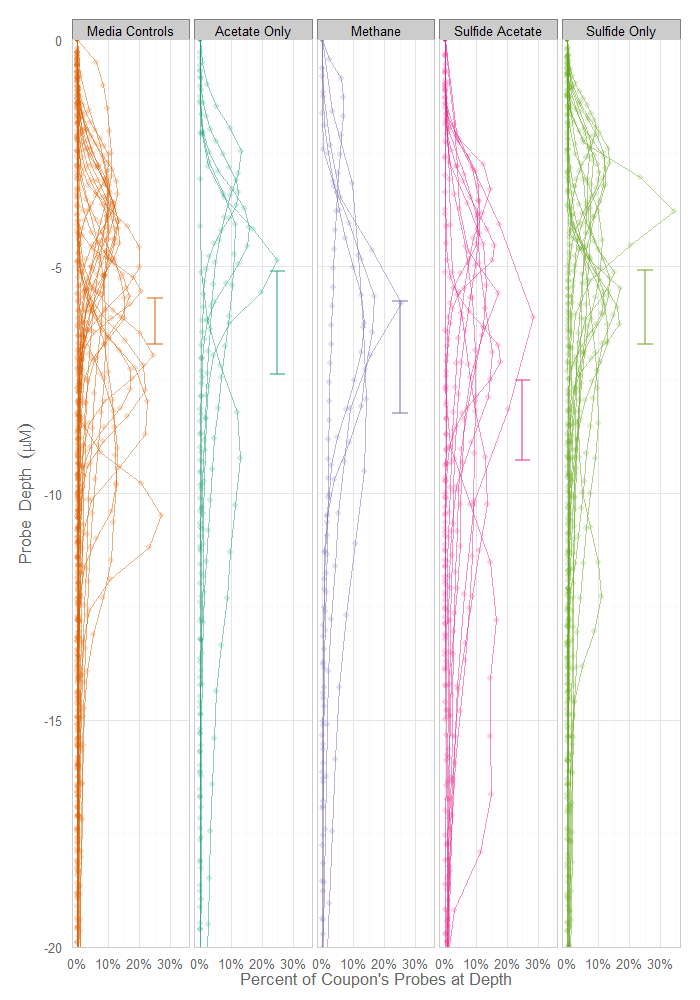 Media Controls Acetate Only Methane Sulfide Acetate Sulfide Only
0
-5
-10
-15
-20
Probe Depth (μM)
0% 10% 20% 30% 0% 10% 20% 30% 0% 10% 20% 30% 0% 10% 20% 30% 0% 10% 20% 30%
Percent of Coupon's Probes at Depth